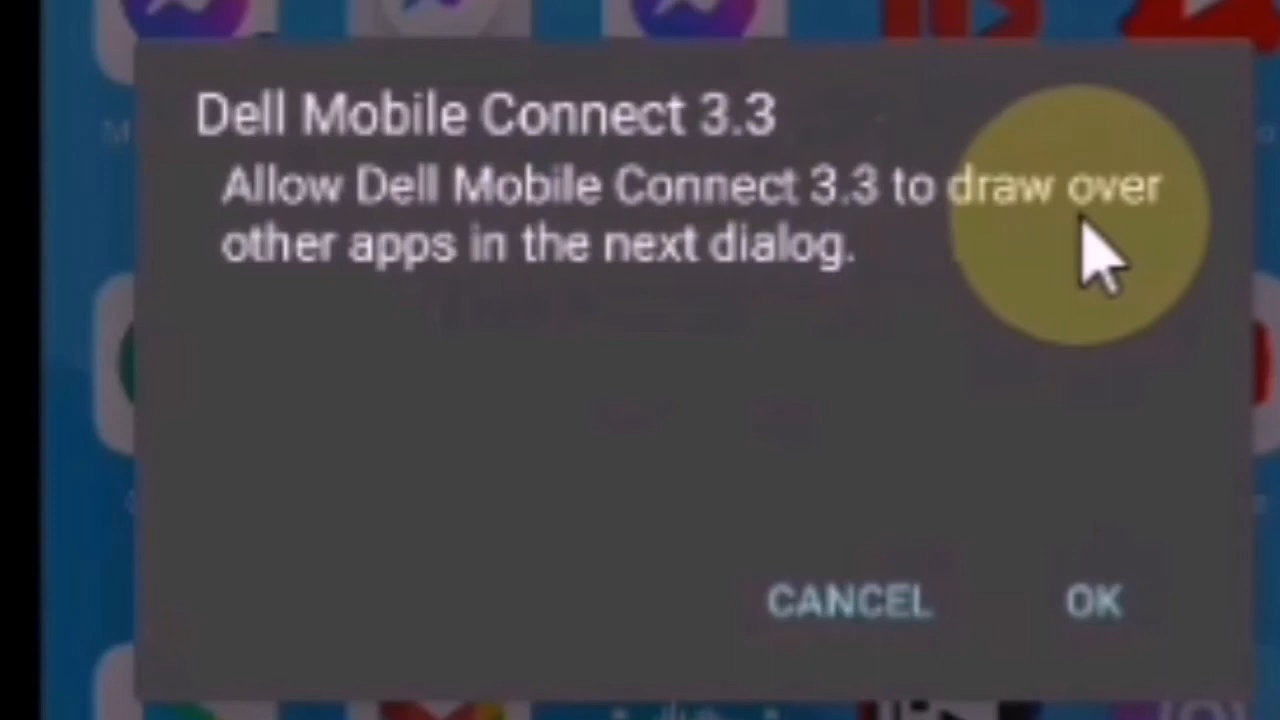 Dell Mobile Connect 3.3
Allow Dell Mobile Connect 3.3 to draw over
other apps in the next dialog.
CANCEL OK